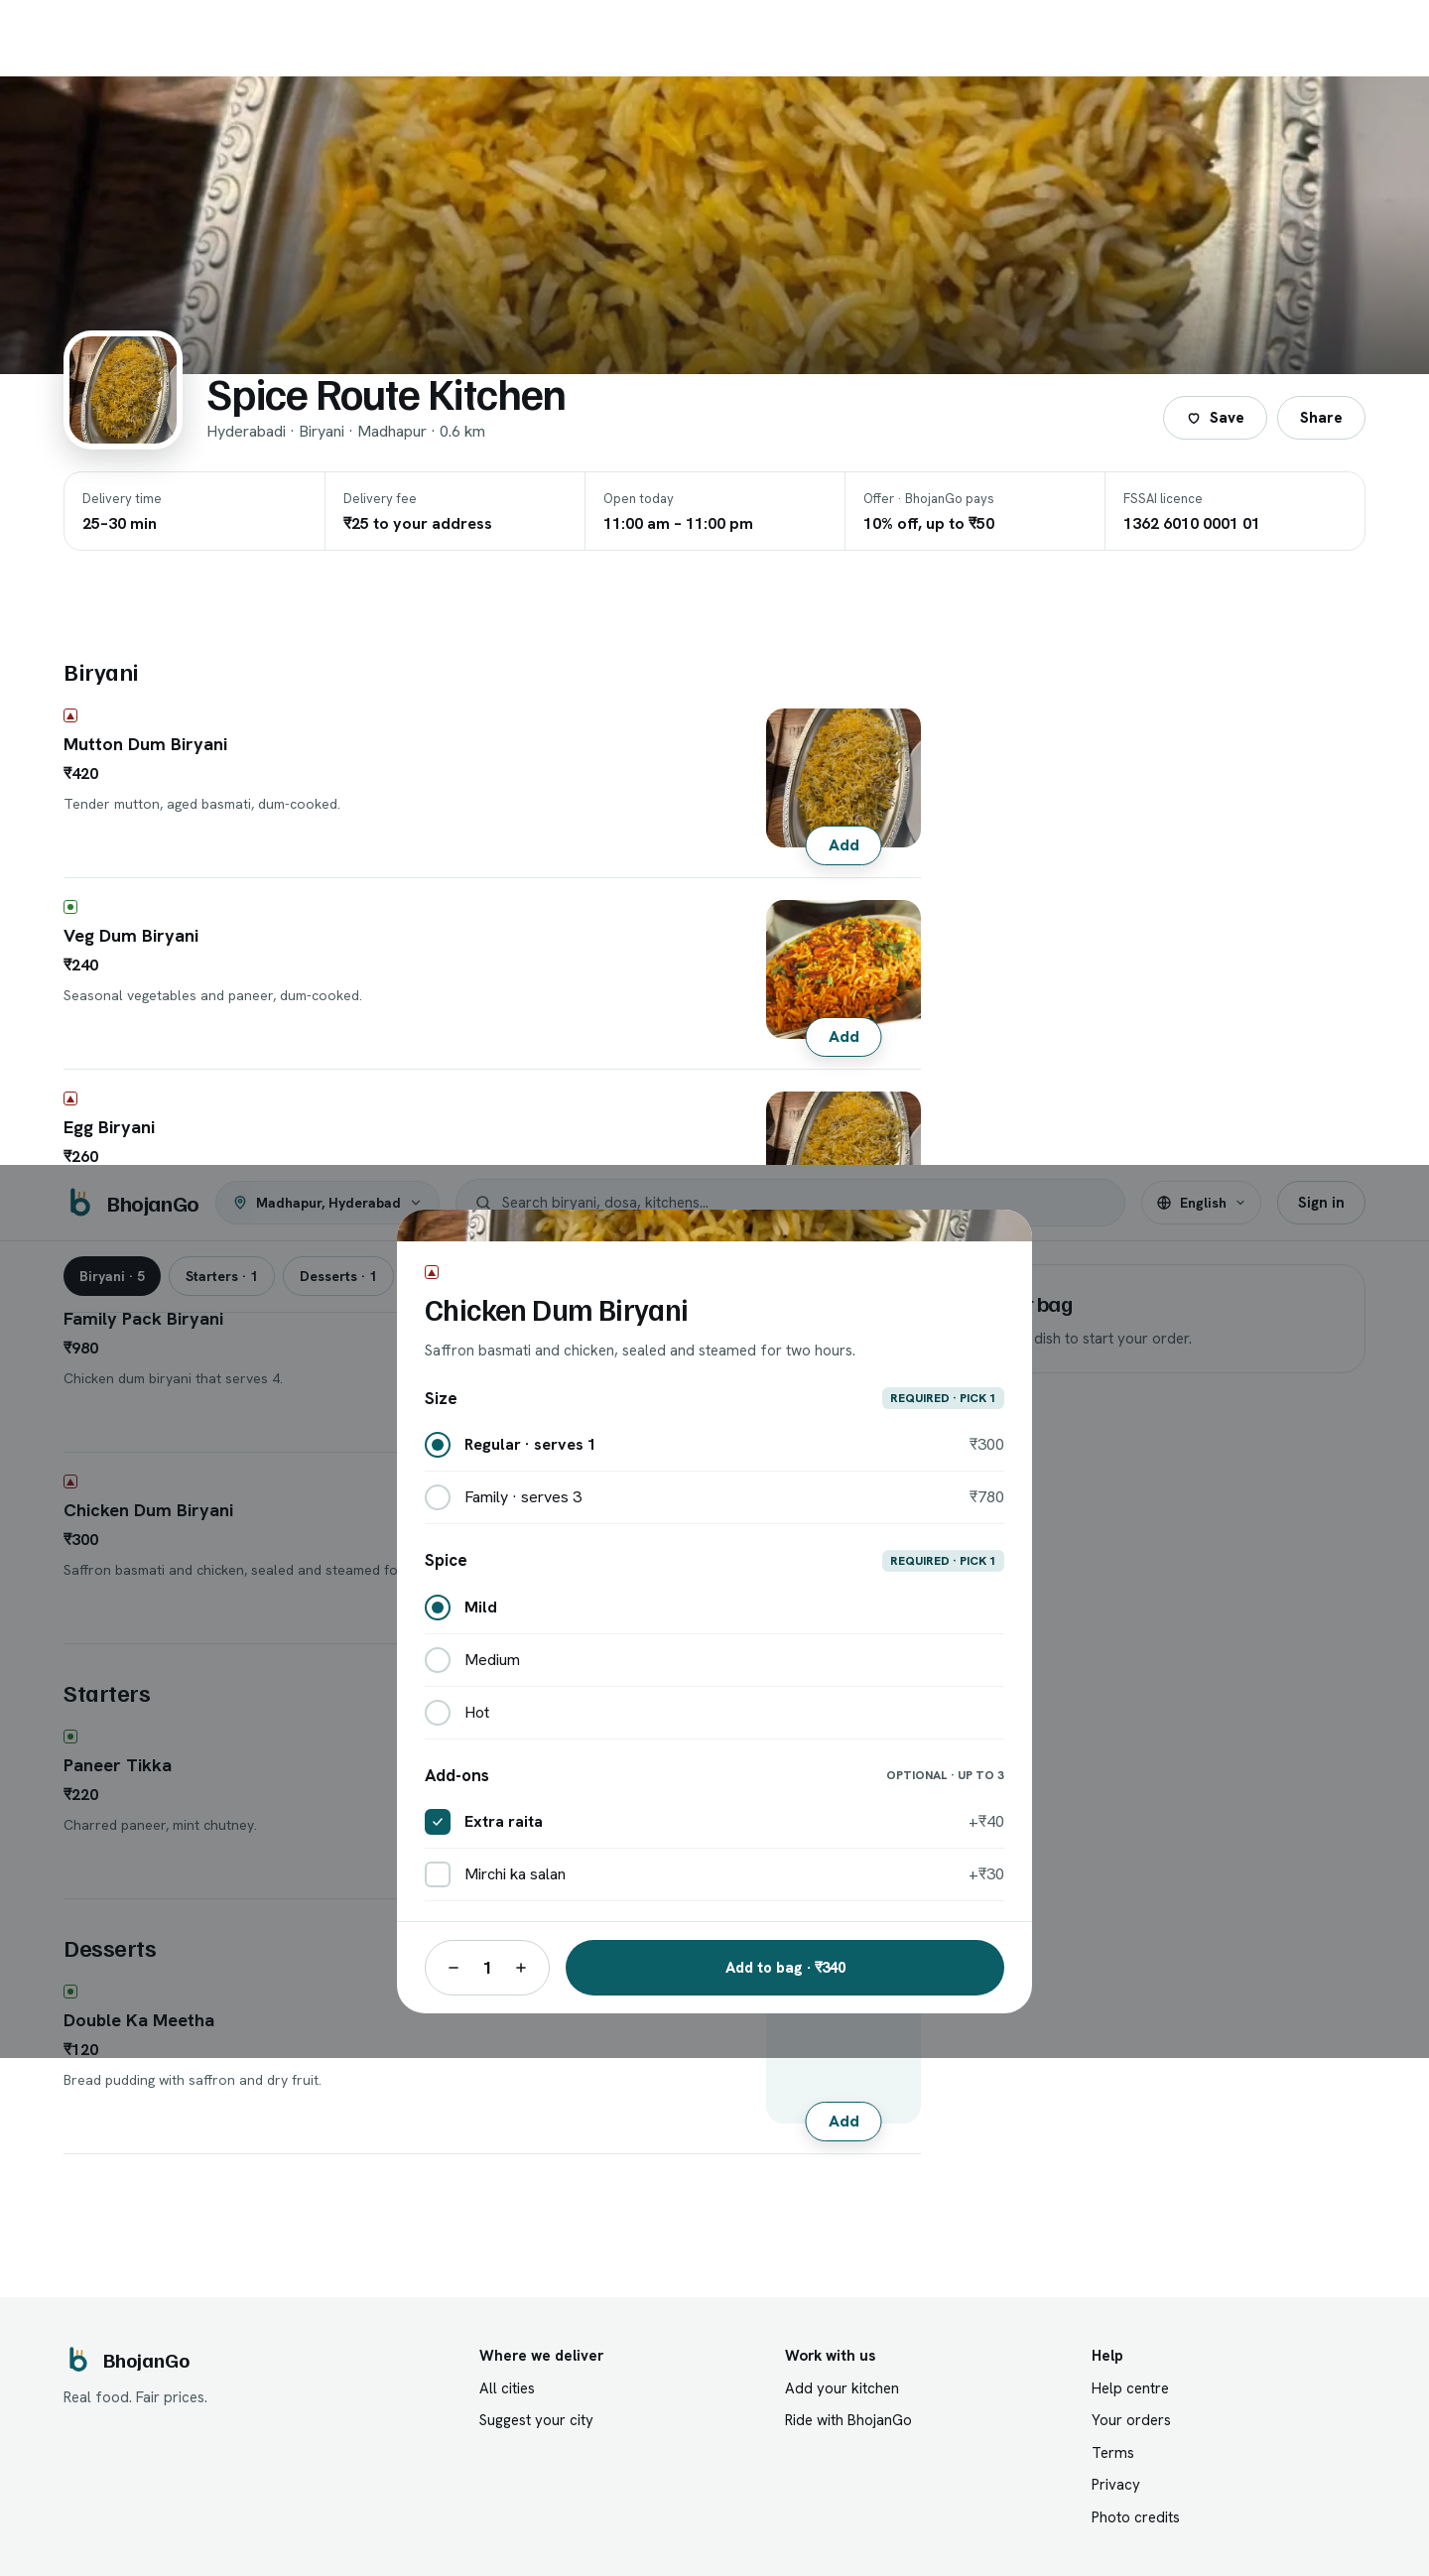 Spice Route Kitchen
Hyderabadi · Biryani · Madhapur · 0.6 km
Save
Share
Delivery time
25–30 min
Delivery fee
₹25 to your address
Open today
11:00 am – 11:00 pm
Offer · BhojanGo pays
10% off, up to ₹50
FSSAI licence
1362 6010 0001 01
Biryani
Mutton Dum Biryani
₹420
Tender mutton, aged basmati, dum-cooked.
Add
Veg Dum Biryani
₹240
Seasonal vegetables and paneer, dum-cooked.
Add
Egg Biryani
₹260
BhojanGo
Madhapur, Hyderabad
Search biryani, dosa, kitchens…
English
Sign in
Biryani · 5
Starters · 1
Desserts · 1
Family Pack Biryani
₹980
Chicken dum biryani that serves 4.
Chicken Dum Biryani
₹300
Saffron basmati and chicken, sealed and steamed
Starters
Paneer Tikka
₹220
Charred paneer, mint chutney.
Desserts
Double Ka Meetha
₹120
Bread pudding with saffron and dry fruit.
Add
bag
dish to start your order.
Chicken Dum Biryani
Saffron basmati and chicken, sealed and steamed for two hours.
Size
REQUIRED · PICK 1
Regular · serves 1
₹300
Family · serves 3
₹780
Spice
REQUIRED · PICK 1
Mild
Medium
Hot
Add-ons
OPTIONAL · UP TO 3
Extra raita
+₹40
Mirchi ka salan
+₹30
− 1 +
Add to bag · ₹340
BhojanGo
Real food. Fair prices.
Where we deliver
All cities
Suggest your city
Work with us
Add your kitchen
Ride with BhojanGo
Help
Help centre
Your orders
Terms
Privacy
Photo credits